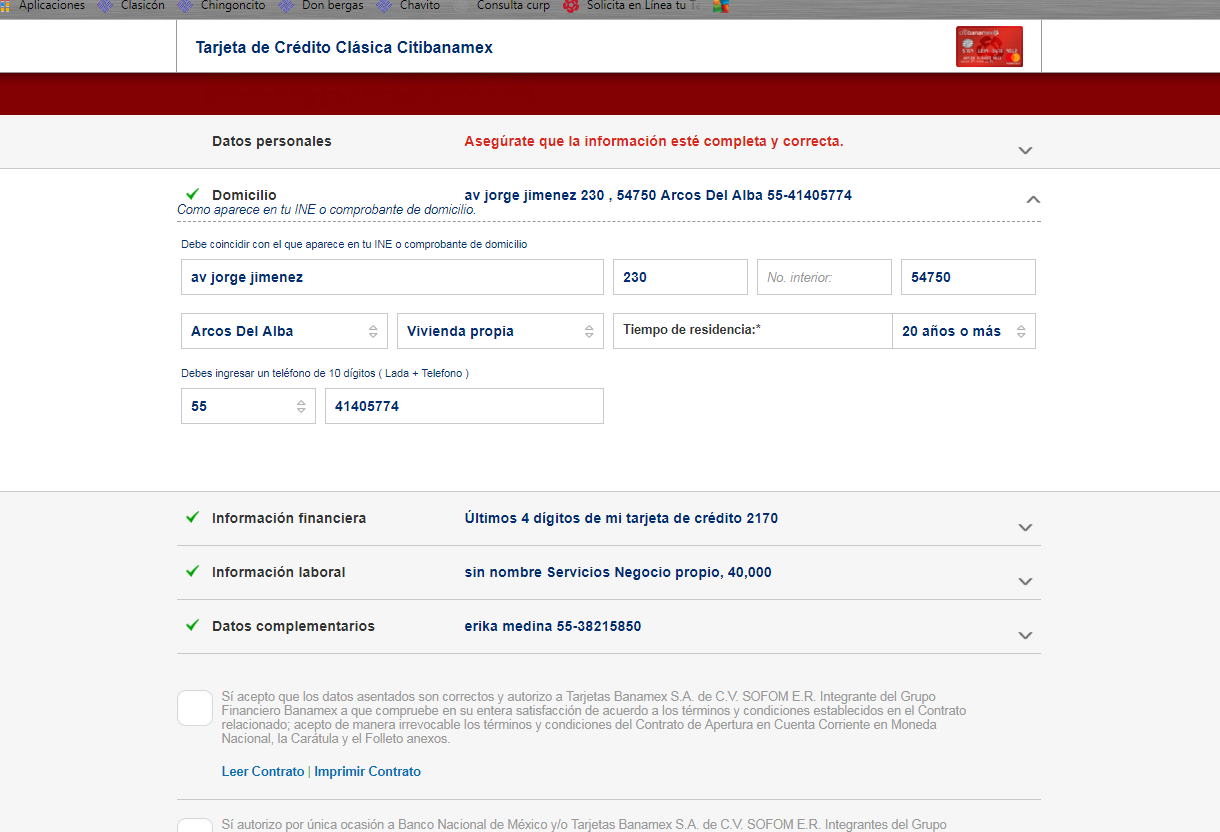 Aplicaciones Clasicón Chingoncito Don bergas Chavito Consulta curp Solicita en Línea tu
Tarjeta de Crédito Clásica Citibanamex
Datos personales Asegúrate que la información esté completa y correcta.
Domicilio av jorge jimenez 230 , 54750 Arcos Del Alba 55-41405774
Como aparece en tu INE o comprobante de domicilio.
Debe coincidir con el que aparece en tu INE o comprobante de domicilio
av jorge jimenez 230 No. interior: 54750
Arcos Del Alba Vivienda propia Tiempo de residencia:* 20 años o más
Debes ingresar un teléfono de 10 dígitos ( Lada + Telefono )
55 41405774
Información financiera Últimos 4 dígitos de mi tarjeta de crédito 2170
Información laboral sin nombre Servicios Negocio propio, 40,000
Datos complementarios erika medina 55-38215850
Sí acepto que los datos asentados son correctos y autorizo a Tarjetas Banamex S.A. de C.V. SOFOM E.R. Integrante del Grupo
Financiero Banamex a que compruebe en su entera satisfacción de acuerdo a los términos y condiciones establecidos en el Contrato
relacionado; acepto de manera irrevocable los términos y condiciones del Contrato de Apertura en Cuenta Corriente en Moneda
Nacional, la Carátula y el Folleto anexos.
Leer Contrato | Imprimir Contrato
Sí autorizo por única ocasión a Banco Nacional de México y/o Tarjetas Banamex S.A. de C.V. SOFOM E.R. Integrantes del Grupo